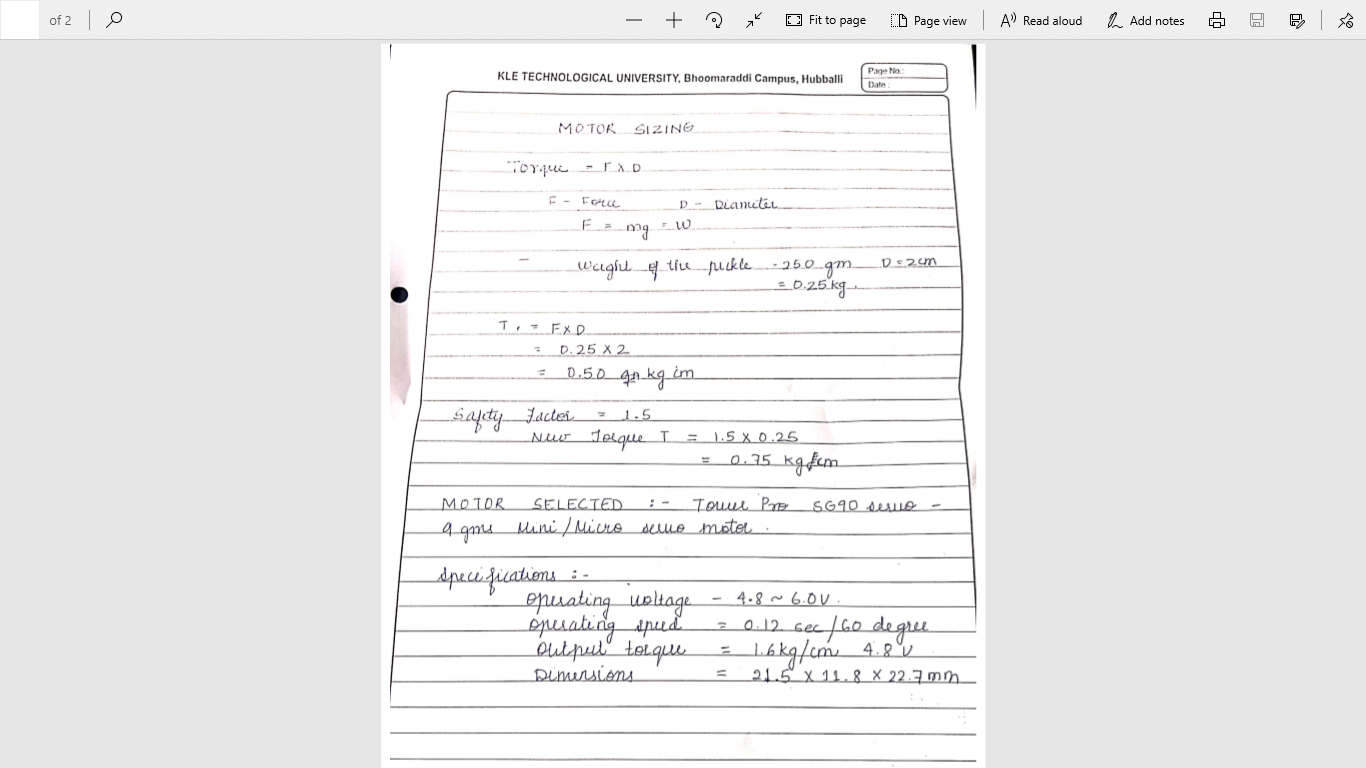 of 2 Fit to page Page view Read aloud Add notes
KLE TECHNOLOGICAL UNIVERSITY, Bhoomaraddi Campus, Hubballi
Page No.:
Date :
MOTOR SIZING
Torque = F X D
F - Force D - Diameter
F = mg = W
- Weight of the pickle - 250 gm D = 2cm
= 0.25 kg.
T. = F X D
= 0.25 X 2
= 0.50 kg cm
Safety Factor = 1.5
New Torque T = 1.5 X 0.25
= 0.75 kg/cm
MOTOR SELECTED :- Tower Pro SG90 servo -
9 gms Mini/Micro servo motor.
Specifications :-
Operating voltage - 4.8 ~ 6.0V.
Operating speed = 0.12 sec/60 degree
Output torque = 1.6kg/cm 4.8 V
Dimensions = 21.5 X 11.8 X 22.7mm